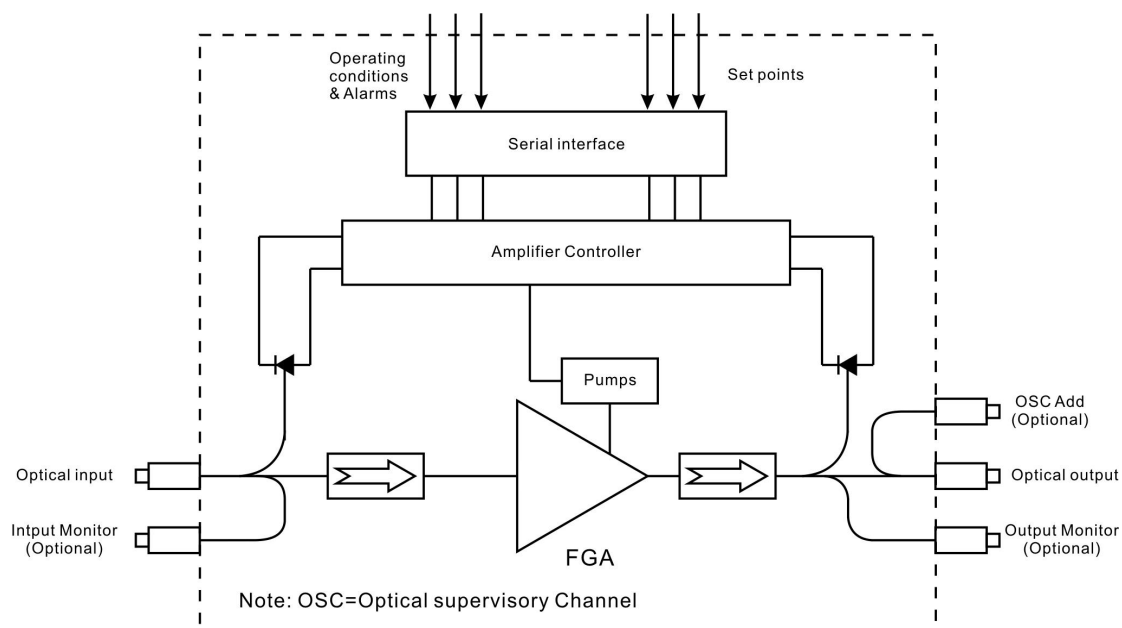 Operating
conditions
& Alarms
Set points
Serial interface
Amplifier Controller
Pumps
OSC Add
(Optional)
Optical input
Optical output
Intput Monitor
(Optional)
Output Monitor
(Optional)
FGA
Note: OSC=Optical supervisory Channel